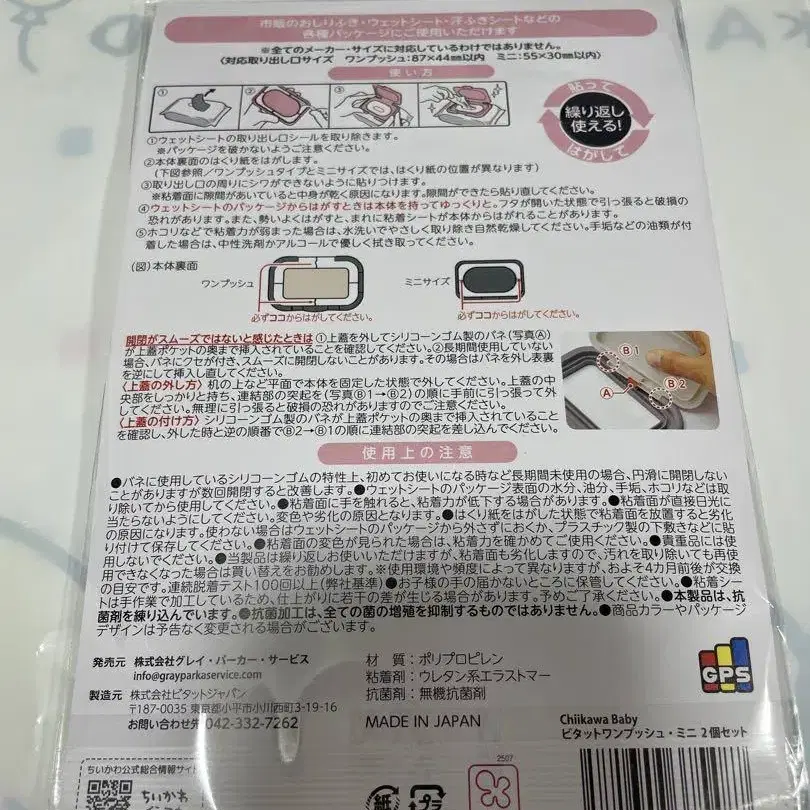 市販のおしりふき・ウェットシート・汗ふきシートなどの
各種パッケージにご使用いただけます
※全てのメーカー・サイズに対応しているわけではありません。
〈対応取り出し口サイズ ワンプッシュ:87×44㎜以内 ミニ:55×30㎜以内〉
使い方
① ② ③ ④
貼って
繰り返し
使える!
はがして
①ウェットシートの取り出し口シールを取り除きます。
※パッケージを破かないようご注意ください。
②本体裏面のはくり紙をはがします。
(下図参照/ワンプッシュタイプとミニサイズでは、はくり紙の位置が異なります)
③取り出し口の周りにシワができないように貼りつけます。
※粘着面に隙間があいていると中身が乾く原因になります。隙間ができたら貼り直してください。
④ウェットシートのパッケージからはがすときは本体を持ってゆっくりと。フタが開いた状態で引っ張ると破損の
恐れがあります。また、勢いよくはがすと、まれに粘着シートが本体からはがれることがあります。
⑤ホコリなどで粘着力が弱まった場合は、水洗いでやさしく取り除き自然乾燥してください。手垢などの油類が付
着した場合は、中性洗剤かアルコールで優しく拭き取ってください。
(図)本体裏面
ワンプッシュ
ミニサイズ
必ずココからはがしてください。
必ずココからはがしてください。
開閉がスムーズではないと感じたときは ①上蓋を外してシリコーンゴム製のバネ(写真Ⓐ)
が上蓋ポケットの奥まで挿入されていることを確認してください。②長期間使用していない
場合、バネにクセが付き、スムーズに開閉しないことがあります。その場合はバネを外し表裏
を逆にして挿入し直してください。
〈上蓋の外し方〉机の上など平面で本体を固定した状態で外してください。上蓋の中
央部をしっかりと持ち、連結部の突起を(写真Ⓑ1→Ⓑ2)の順に手前に引っ張って外
してください。無理に引っ張ると破損の恐れがありますのでご注意ください。
〈上蓋の付け方〉シリコーンゴム製のバネが上蓋ポケットの奥まで挿入されていること
を確認し、外した時と逆の順番でⒷ2→Ⓑ1の順に連結部の突起を差し込んでください。
Ⓑ1
Ⓐ
Ⓑ2
使用上の注意
●バネに使用しているシリコーンゴムの特性上、初めてお使いになる時など長期間未使用の場合、円滑に開閉しない
ことがありますが数回開閉すると改善します。●ウェットシートのパッケージ表面の水分、油分、手垢、ホコリなどは取
り除いてから使用してください。●粘着面に手を触れると、粘着力が低下する場合があります。●粘着面が直接日光に
当たらないようにしてください。変色や劣化の原因となります。●はくり紙をはがした状態で粘着面を放置すると劣化
の原因になります。使わない場合はウェットシートのパッケージから外さずにおくか、プラスチック製の下敷きなどに貼
り付けて保存してください。●粘着面の変色が見られた場合は、粘着力を確かめてご使用ください。●貴重品には使
用しないでください。●当製品は繰り返しお使いいただけますが、粘着面も劣化しますので、汚れを取り除いても再使
用できなくなった場合は買い替えをお勧めします。※使用環境や頻度によって異なりますが、およそ4カ月前後が交換
の目安です。連続脱着テスト100回以上(弊社基準)●お子様の手の届かないところに保管してください。●粘着シー
トは手作業で加工しているため、仕上がりに若干の差が生じる場合があります。予めご了承ください。●本製品は、抗
菌剤を練り込んでいます。●抗菌加工は、全ての菌の増殖を抑制するものではありません。●商品カラーやパッケージ
デザインは予告なく変更される場合がございます。
発売元 株式会社グレイ・パーカー・サービス
info@grayparkaservice.com
製造元 株式会社ビタットジャパン
〒187-0035 東京都小平市小川西町3-19-16
お問い合わせ先 042-332-7262
材 質:ポリプロピレン
粘着剤:ウレタン系エラストマー
抗菌剤:無機抗菌剤
MADE IN JAPAN
GPS
Chiikawa Baby
ビタットワンプッシュ・ミニ 2個セット
ちいかわ公式総合情報サイト
ちいかわ
紙
プラ
2507